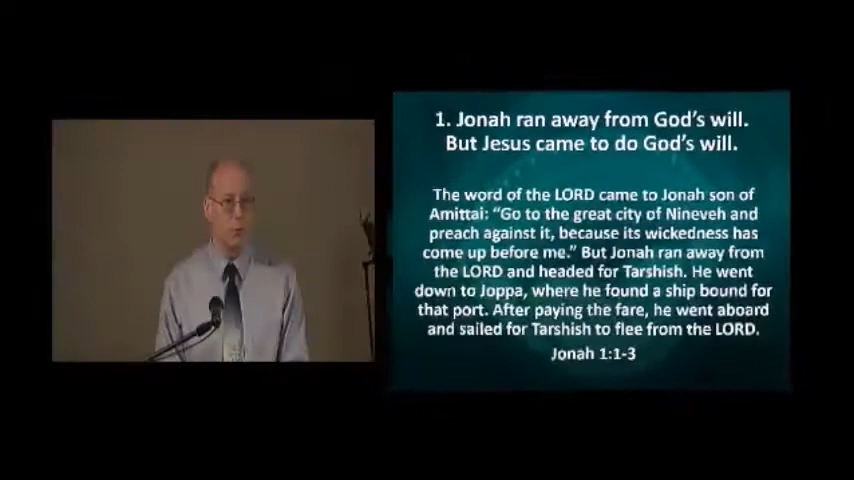 1. Jonah ran away from God's will.
But Jesus came to do God's will.
The word of the LORD came to Jonah son of
Amittai: “Go to the great city of Nineveh and
preach against it, because its wickedness has
come up before me.” But Jonah ran away from
the LORD and headed for Tarshish. He went
down to Joppa, where he found a ship bound for
that port. After paying the fare, he went aboard
and sailed for Tarshish to flee from the LORD.
Jonah 1:1-3